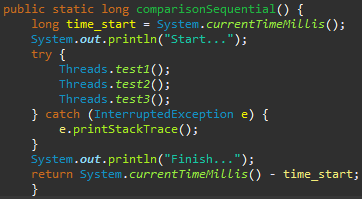 public static long comparisonSequential() {
long time_start = System.currentTimeMillis();
System.out.println("Start...");
try {
Threads.test1();
Threads.test2();
Threads.test3();
} catch (InterruptedException e) {
e.printStackTrace();
}
System.out.println("Finish...");
return System.currentTimeMillis() - time_start;
}